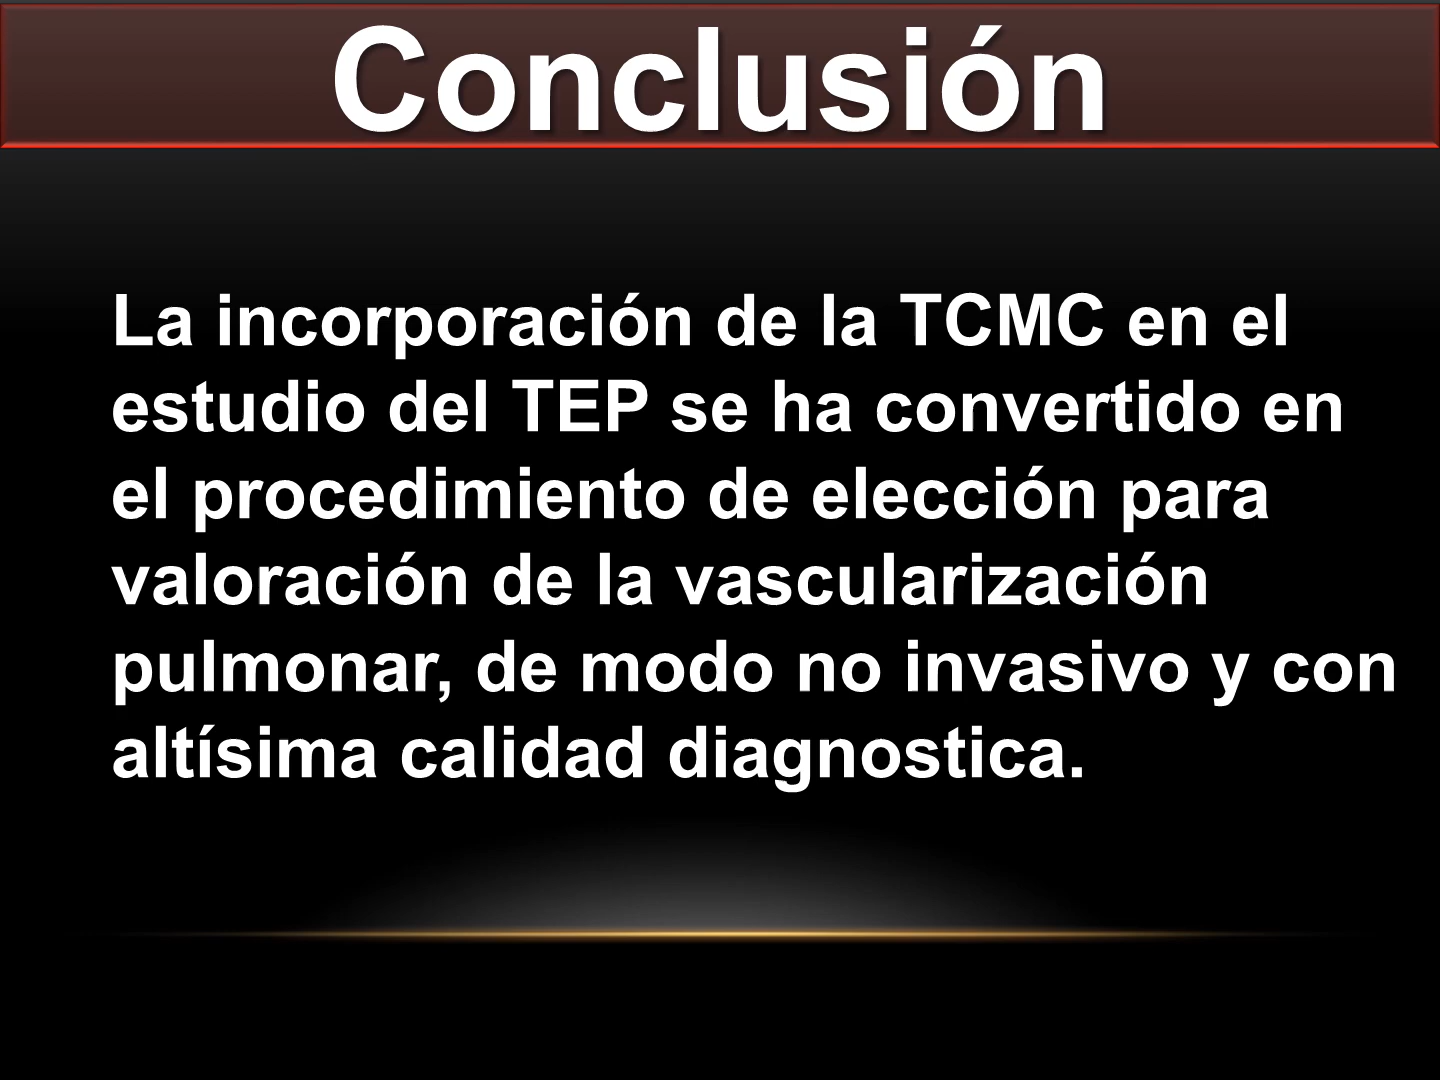 Conclusión
La incorporación de la TCMC en el
estudio del TEP se ha convertido en
el procedimiento de elección para
valoración de la vascularización
pulmonar, de modo no invasivo y con
altísima calidad diagnostica.